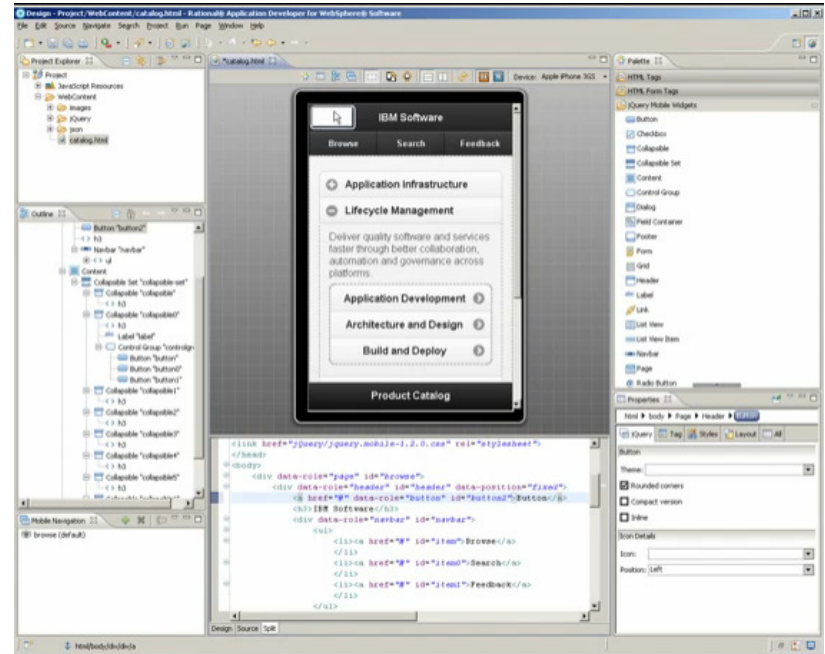 Design - Project/WebContent/catalog.html - Rational® Application Developer for WebSphere® Software
File Edit Source Navigate Search Project Run Page Window Help
Project Explorer
Project
JavaScript Resources
WebContent
images
jQuery
json
catalog.html
Outline
Button "button2"
h3
Navbar "navbar"
ul
Content
Collapsible Set "collapsible-set"
Collapsible "collapsible"
h3
Collapsible "collapsible0"
h3
Label "label"
Control Group "controlgn
Button "button"
Button "button0"
Button "button1"
Collapsible "collapsible1"
h3
Collapsible "collapsible2"
h3
Collapsible "collapsible3"
h3
Collapsible "collapsible4"
h3
Collapsible "collapsible5"
h3
Mobile Navigation
browse (default)
*catalog.html
Device: Apple iPhone 3GS
IBM Software
Browse Search Feedback
Application Infrastructure
Lifecycle Management
Deliver quality software and services
faster through better collaboration,
automation and governance across
platforms.
Application Development
Architecture and Design
Build and Deploy
Product Catalog
<link href="jQuery/jquery.mobile-1.2.0.css" rel="stylesheet">
</head>
<body>
<div data-role="page" id="browse">
<div data-role="header" id="header" data-position="fixed">
<a href="#" data-role="button" id="button2">Button</a>
<h3>IBM Software</h3>
<div data-role="navbar" id="navbar">
<ul>
<li><a href="#" id="item">Browse</a>
</li>
<li><a href="#" id="item0">Search</a>
</li>
<li><a href="#" id="item1">Feedback</a>
</li>
</ul>
Design Source Split
Palette
HTML Tags
HTML Form Tags
jQuery Mobile Widgets
Button
Checkbox
Collapsible
Collapsible Set
Content
Control Group
Dialog
Field Container
Footer
Form
Grid
Header
Label
Link
List View
List View Item
Navbar
Page
Radio Button
Properties
html body Page Header Button
jQuery Tag Styles Layout All
Button
Theme:
Rounded corners
Compact version
Inline
Icon Details
Icon:
Position: Left
html/body/div/div/a